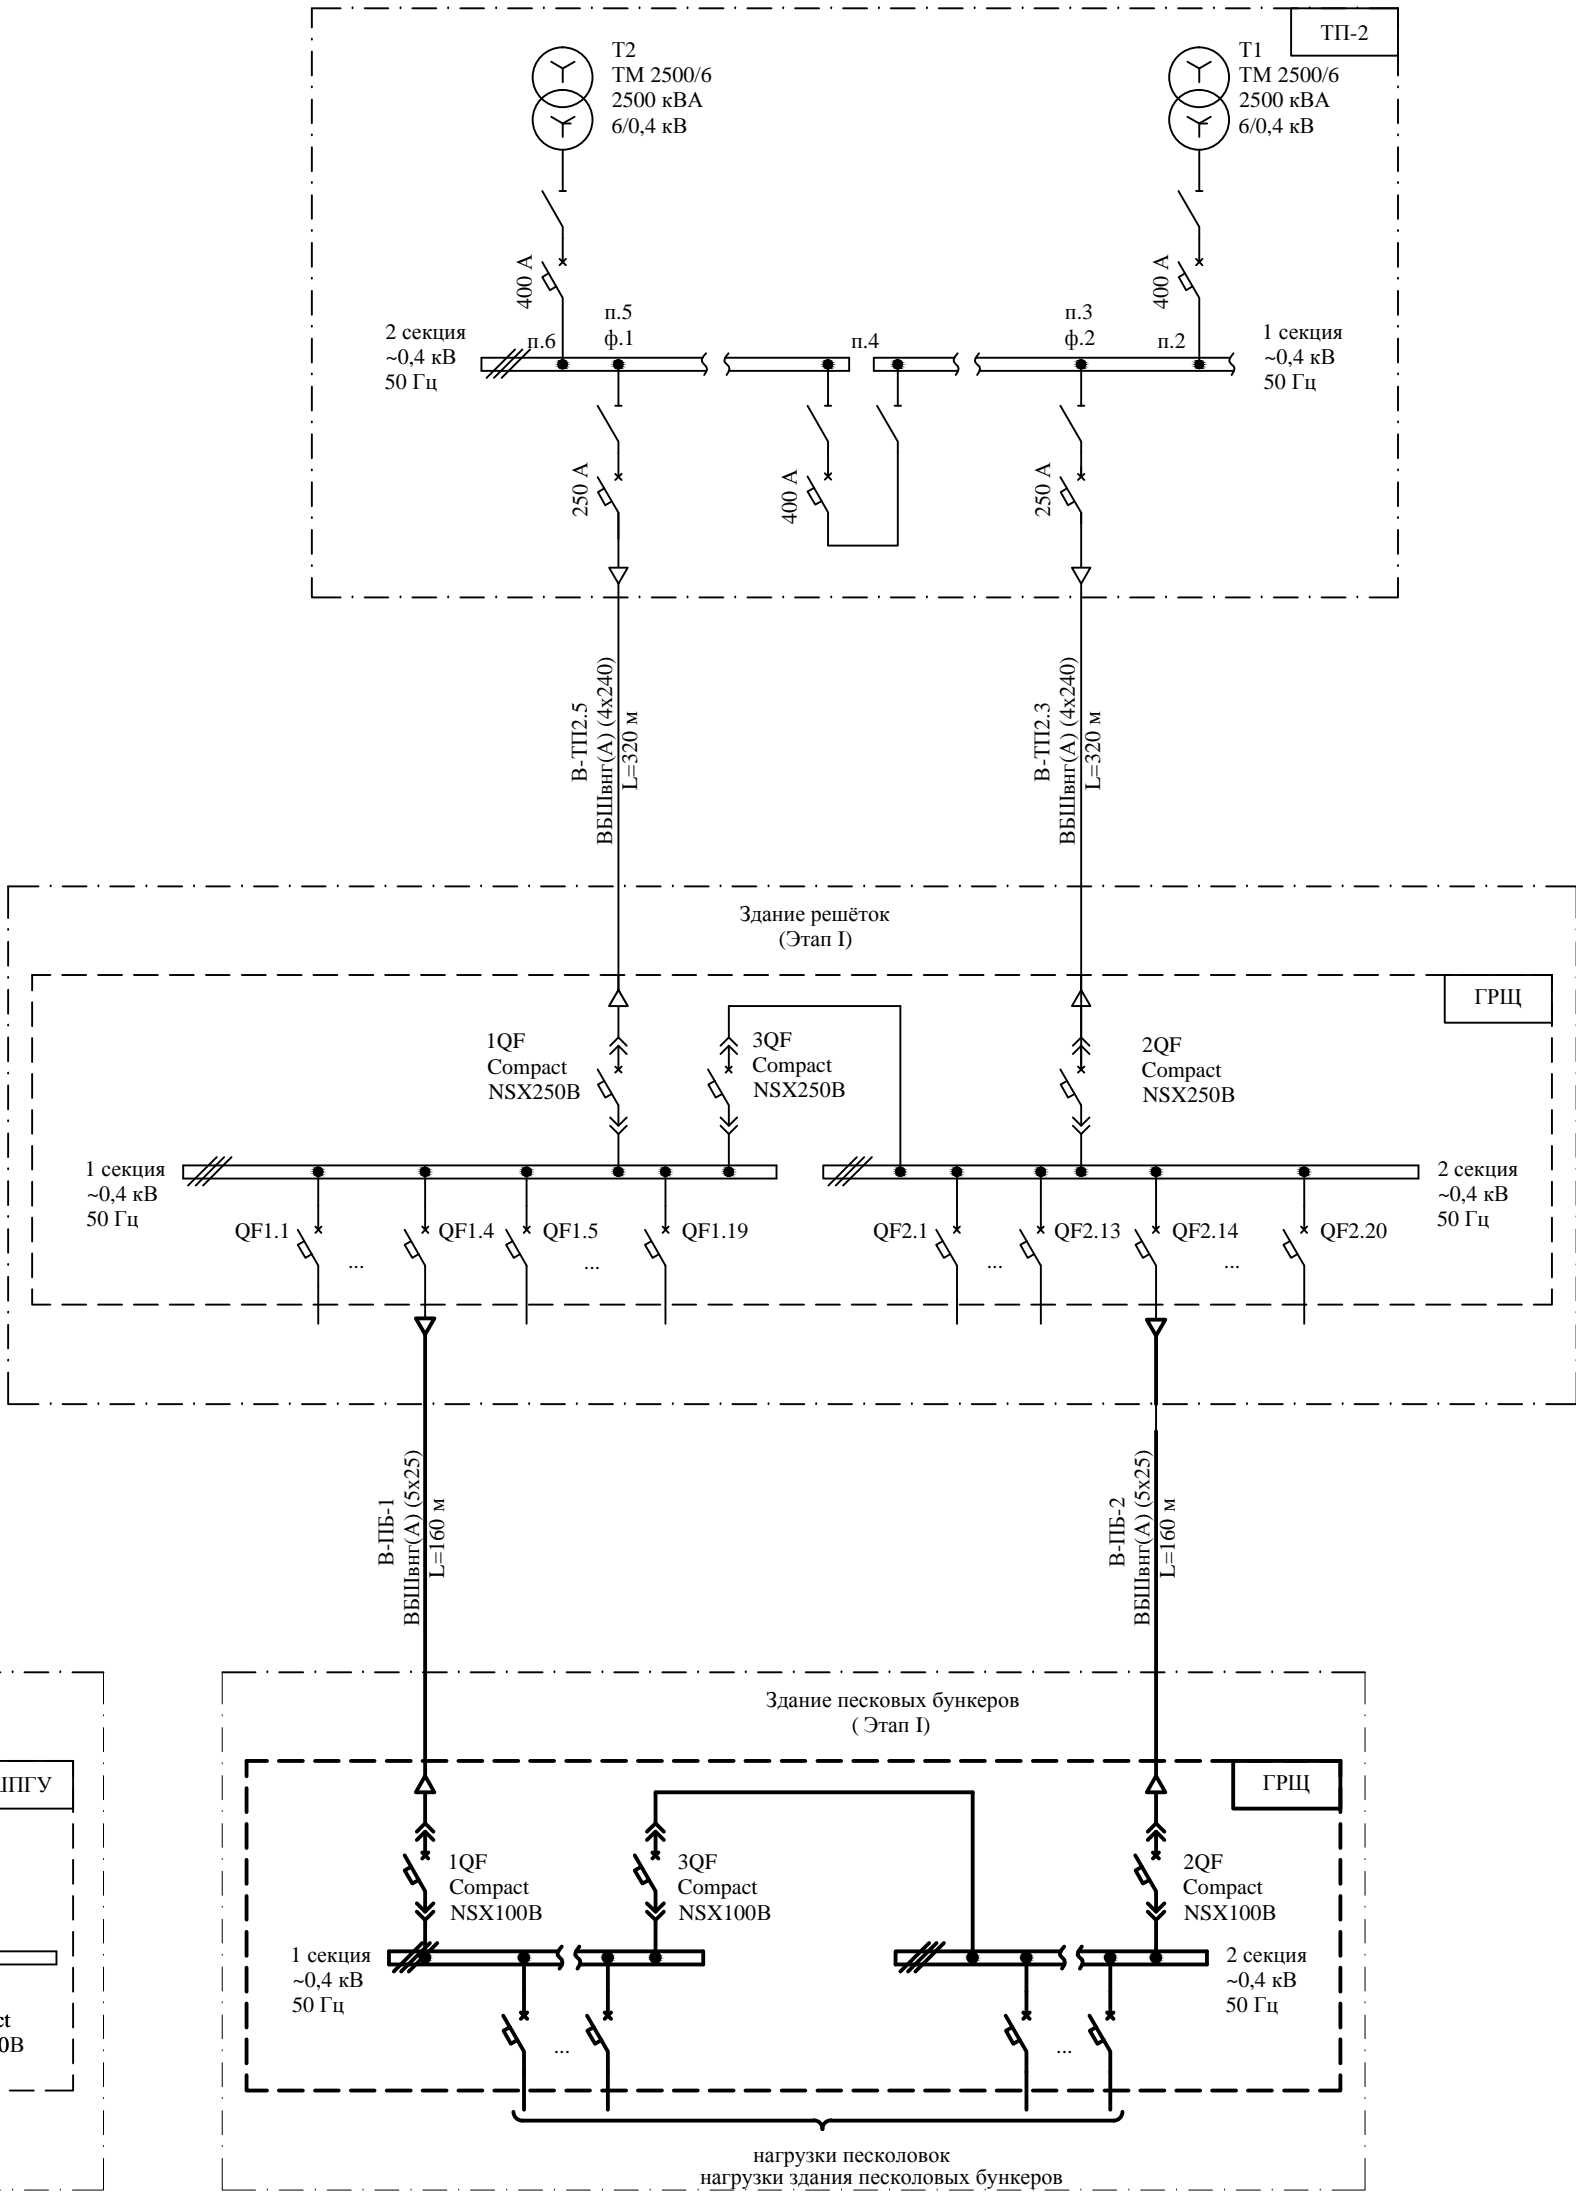 ТП-2
Т2
ТМ 2500/6
2500 кВА
6/0,4 кВ
Т1
ТМ 2500/6
2500 кВА
6/0,4 кВ
400 А
400 А
2 секция
~0,4 кВ
50 Гц
п.6
п.5
ф.1
п.4
п.3
ф.2
п.2
1 секция
~0,4 кВ
50 Гц
250 А
400 А
250 А
В-ТП2.5
ВБШвнг(А) (4х240)
L=320 м
В-ТП2.3
ВБШвнг(А) (4х240)
L=320 м
Здание решёток
(Этап I)
ГРЩ
1QF
Compact
NSX250B
3QF
Compact
NSX250B
2QF
Compact
NSX250B
1 секция
~0,4 кВ
50 Гц
2 секция
~0,4 кВ
50 Гц
QF1.1
...
QF1.4
QF1.5
...
QF1.19
QF2.1
...
QF2.13
QF2.14
...
QF2.20
В-ПБ-1
ВБШвнг(А) (5х25)
L=160 м
В-ПБ-2
ВБШвнг(А) (5х25)
L=160 м
Здание песковых бункеров
( Этап I)
ПГУ
ГРЩ
1QF
Compact
NSX100B
3QF
Compact
NSX100B
2QF
Compact
NSX100B
1 секция
~0,4 кВ
50 Гц
2 секция
~0,4 кВ
50 Гц
ct
0B
...
...
нагрузки песколовок
нагрузки здания песколовых бункеров